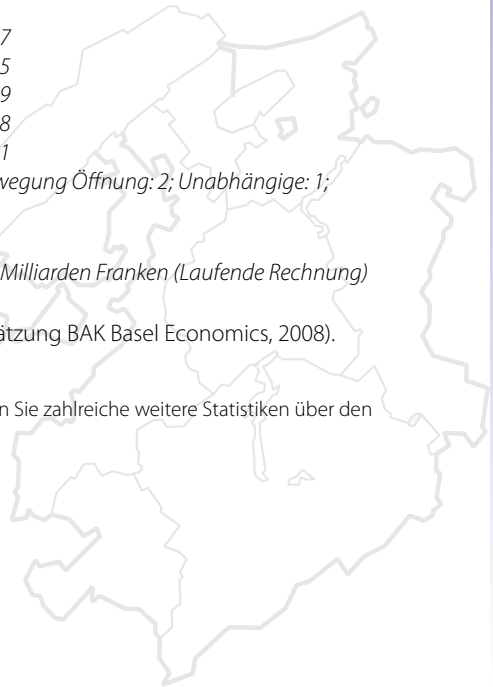 7
5
9
8
1
wegung Öffnung: 2; Unabhängige: 1;
Milliarden Franken (Laufende Rechnung)
ätzung BAK Basel Economics, 2008).
n Sie zahlreiche weitere Statistiken über den